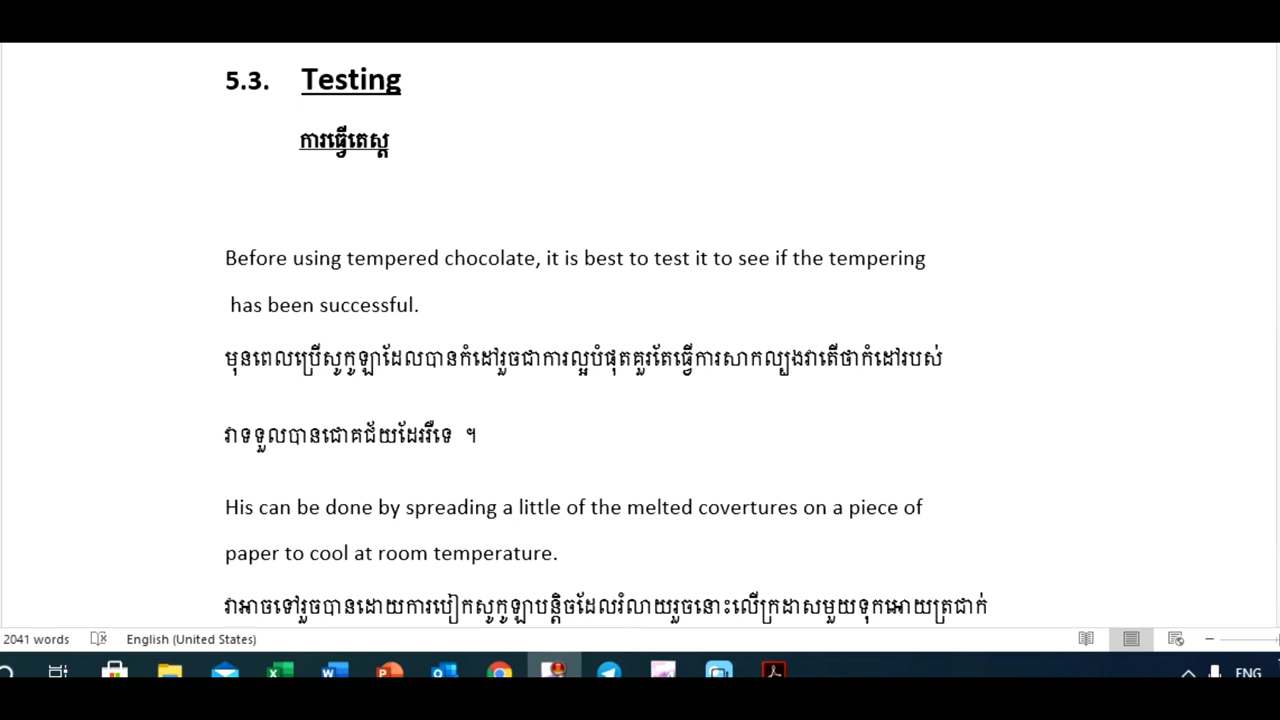 5.3. Testing
ការធ្វើតេស្ត
Before using tempered chocolate, it is best to test it to see if the tempering
has been successful.
មុនពេលប្រើសូកូឡាដែលបានកំដៅរួចជាការល្អបំផុតគួរតែធ្វើការសាកល្បងវាតើថាកំដៅរបស់
វាទទួលបានជោគជ័យដែររឺទេ ។
His can be done by spreading a little of the melted covertures on a piece of
paper to cool at room temperature.
វាអាចទៅរួចបានដោយការបៀកសូកូឡាបន្តិចដែលរំលាយរួចនោះលើក្រដាសមួយទុកអោយត្រជាក់
2041 words English (United States)
ENG